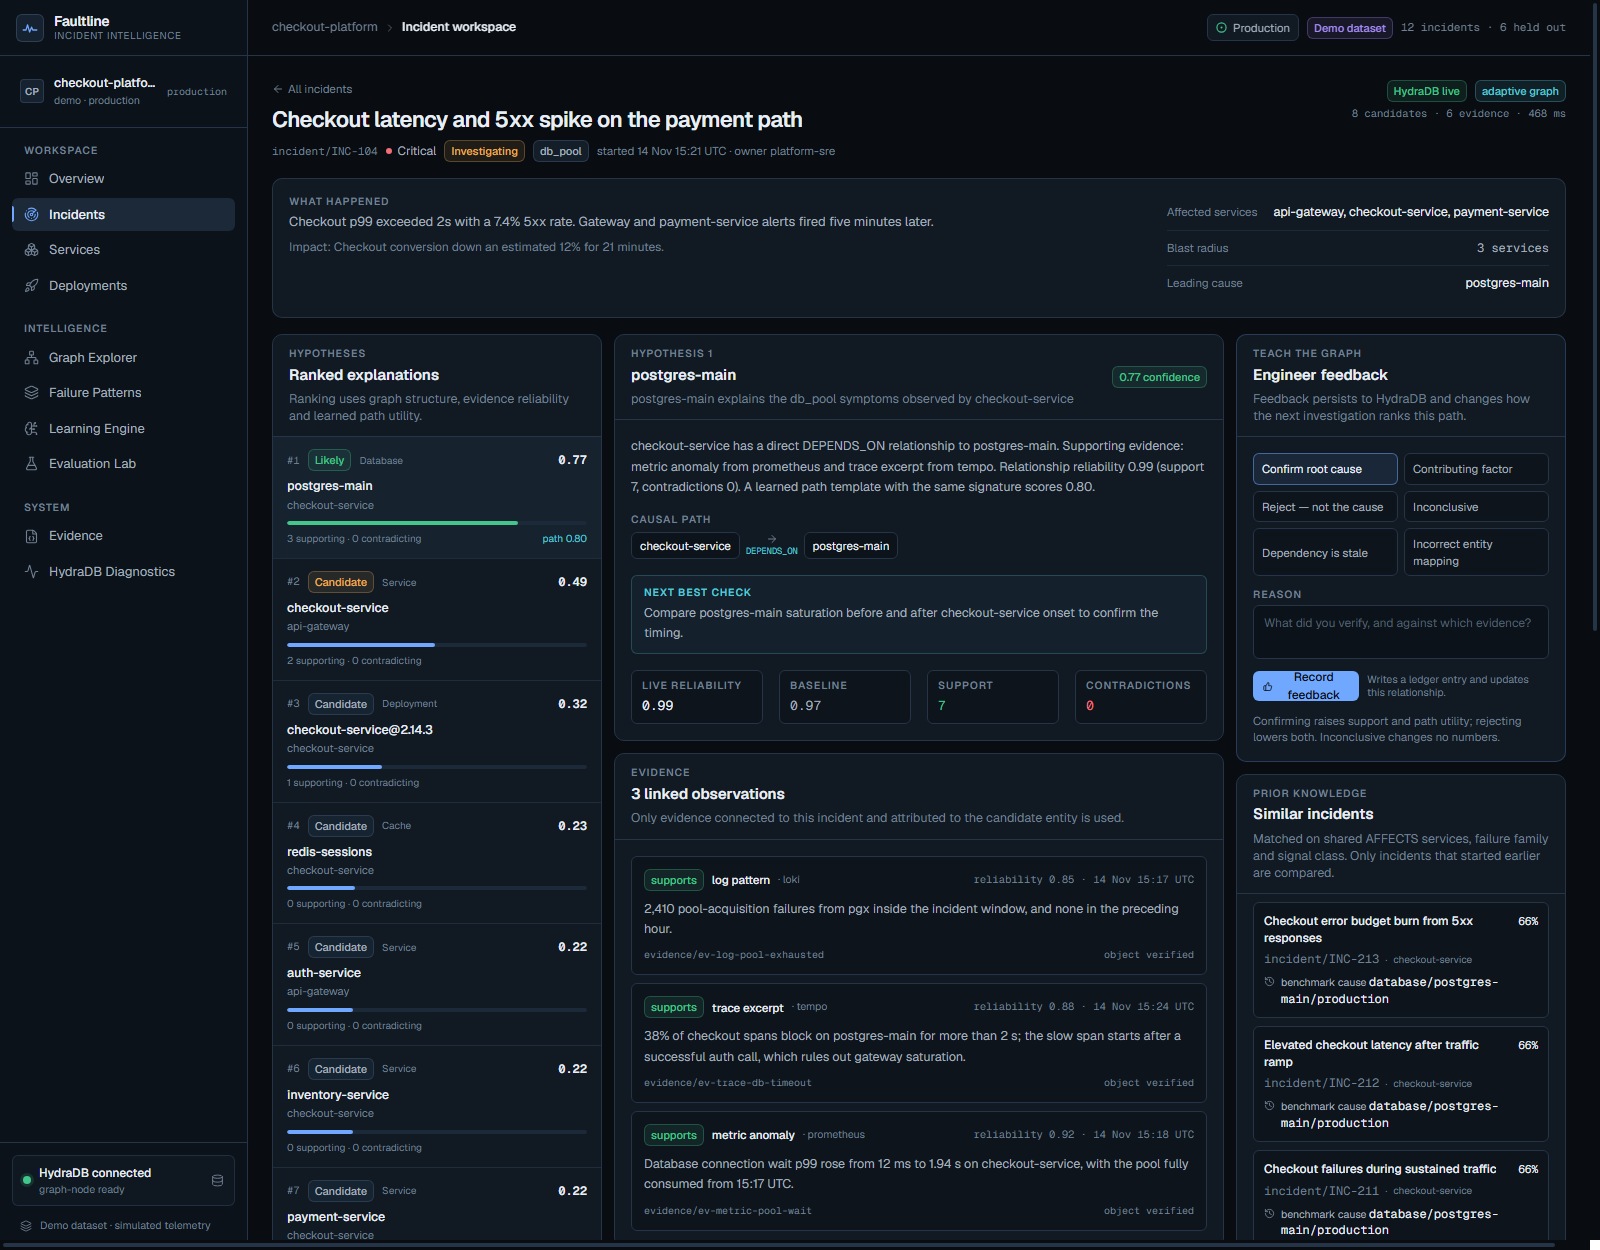 Faultline
INCIDENT INTELLIGENCE
CP
checkout-platfo...
demo · production
production
WORKSPACE
Overview
Incidents
Services
Deployments
INTELLIGENCE
Graph Explorer
Failure Patterns
Learning Engine
Evaluation Lab
SYSTEM
Evidence
HydraDB Diagnostics
HydraDB connected
graph-node ready
Demo dataset · simulated telemetry
checkout-platform
Incident workspace
Production
Demo dataset
12 incidents · 6 held out
← All incidents
Checkout latency and 5xx spike on the payment path
incident/INC-104
Critical
Investigating
db_pool
started 14 Nov 15:21 UTC · owner platform-sre
HydraDB live
adaptive graph
8 candidates · 6 evidence · 468 ms
WHAT HAPPENED
Checkout p99 exceeded 2s with a 7.4% 5xx rate. Gateway and payment-service alerts fired five minutes later.
Impact: Checkout conversion down an estimated 12% for 21 minutes.
Affected services
api-gateway, checkout-service, payment-service
Blast radius
3 services
Leading cause
postgres-main
HYPOTHESES
Ranked explanations
Ranking uses graph structure, evidence reliability
and learned path utility.
#1 Likely Database 0.77
postgres-main
checkout-service
3 supporting · 0 contradicting
path 0.80
#2 Candidate Service 0.49
checkout-service
api-gateway
2 supporting · 0 contradicting
#3 Candidate Deployment 0.32
checkout-service@2.14.3
checkout-service
1 supporting · 0 contradicting
#4 Candidate Cache 0.23
redis-sessions
checkout-service
0 supporting · 0 contradicting
#5 Candidate Service 0.22
auth-service
api-gateway
0 supporting · 0 contradicting
#6 Candidate Service 0.22
inventory-service
checkout-service
0 supporting · 0 contradicting
#7 Candidate Service 0.22
payment-service
checkout-service
HYPOTHESIS 1
postgres-main
0.77 confidence
postgres-main explains the db_pool symptoms observed by checkout-service
checkout-service has a direct DEPENDS_ON relationship to postgres-main. Supporting evidence:
metric anomaly from prometheus and trace excerpt from tempo. Relationship reliability 0.99 (support
7, contradictions 0). A learned path template with the same signature scores 0.80.
CAUSAL PATH
checkout-service
→
DEPENDS_ON
postgres-main
NEXT BEST CHECK
Compare postgres-main saturation before and after checkout-service onset to confirm the
timing.
LIVE RELIABILITY
0.99
BASELINE
0.97
SUPPORT
7
CONTRADICTIONS
0
EVIDENCE
3 linked observations
Only evidence connected to this incident and attributed to the candidate entity is used.
supports log pattern · loki
reliability 0.85 · 14 Nov 15:17 UTC
2,410 pool-acquisition failures from pgx inside the incident window, and none in the preceding
hour.
evidence/ev-log-pool-exhausted
object verified
supports trace excerpt · tempo
reliability 0.88 · 14 Nov 15:24 UTC
38% of checkout spans block on postgres-main for more than 2 s; the slow span starts after a
successful auth call, which rules out gateway saturation.
evidence/ev-trace-db-timeout
object verified
supports metric anomaly · prometheus
reliability 0.92 · 14 Nov 15:18 UTC
Database connection wait p99 rose from 12 ms to 1.94 s on checkout-service, with the pool fully
consumed from 15:17 UTC.
evidence/ev-metric-pool-wait
object verified
TEACH THE GRAPH
Engineer feedback
Feedback persists to HydraDB and changes how
the next investigation ranks this path.
Confirm root cause
Contributing factor
Reject — not the cause
Inconclusive
Dependency is stale
Incorrect entity
mapping
REASON
What did you verify, and against which evidence?
Record
feedback
Writes a ledger entry and updates
this relationship.
Confirming raises support and path utility; rejecting
lowers both. Inconclusive changes no numbers.
PRIOR KNOWLEDGE
Similar incidents
Matched on shared AFFECTS services, failure family
and signal class. Only incidents that started earlier
are compared.
Checkout error budget burn from 5xx
responses
66%
incident/INC-213 · checkout-service
benchmark cause database/postgres-
main/production
Elevated checkout latency after traffic
ramp
66%
incident/INC-212 · checkout-service
benchmark cause database/postgres-
main/production
Checkout failures during sustained traffic
66%
incident/INC-211 · checkout-service
benchmark cause database/postgres-
main/production